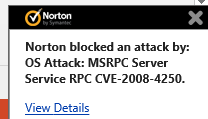 Norton
by Symantec
Norton blocked an attack by:
OS Attack: MSRPC Server
Service RPC CVE-2008-4250.
View Details